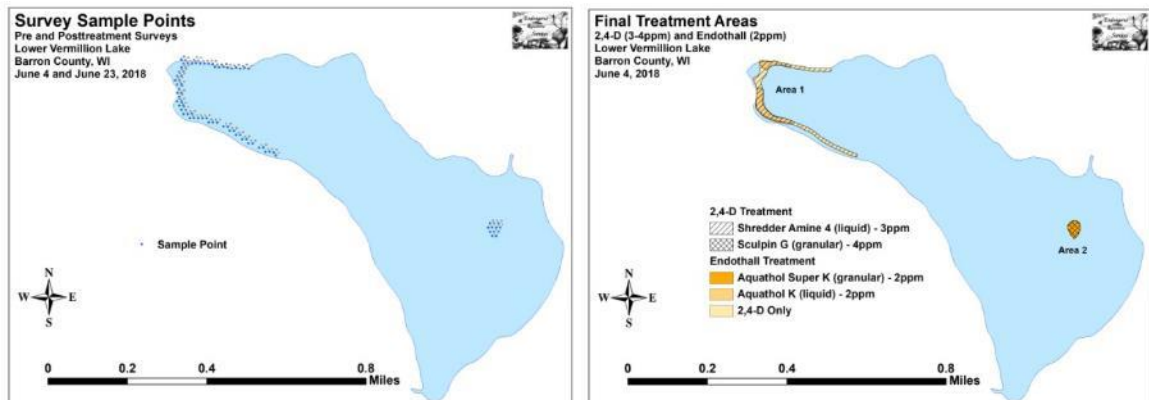 Survey Sample Points
Pre and Posttreatment Surveys
Lower Vermillion Lake
Barron County, WI
June 4 and June 23, 2018
Sample Point
N
W E
S
0 0.2 0.4 0.8
Miles
Final Treatment Areas
2,4-D (3-4ppm) and Endothall (2ppm)
Lower Vermillion Lake
Barron County, WI
June 4, 2018
Area 1
2,4-D Treatment
Shredder Amine 4 (liquid) - 3ppm
Sculpin G (granular) - 4ppm
Endothall Treatment
Aquathol Super K (granular) - 2ppm
Aquathol K (liquid) - 2ppm
2,4-D Only
Area 2
N
W E
S
0 0.2 0.4 0.8
Miles